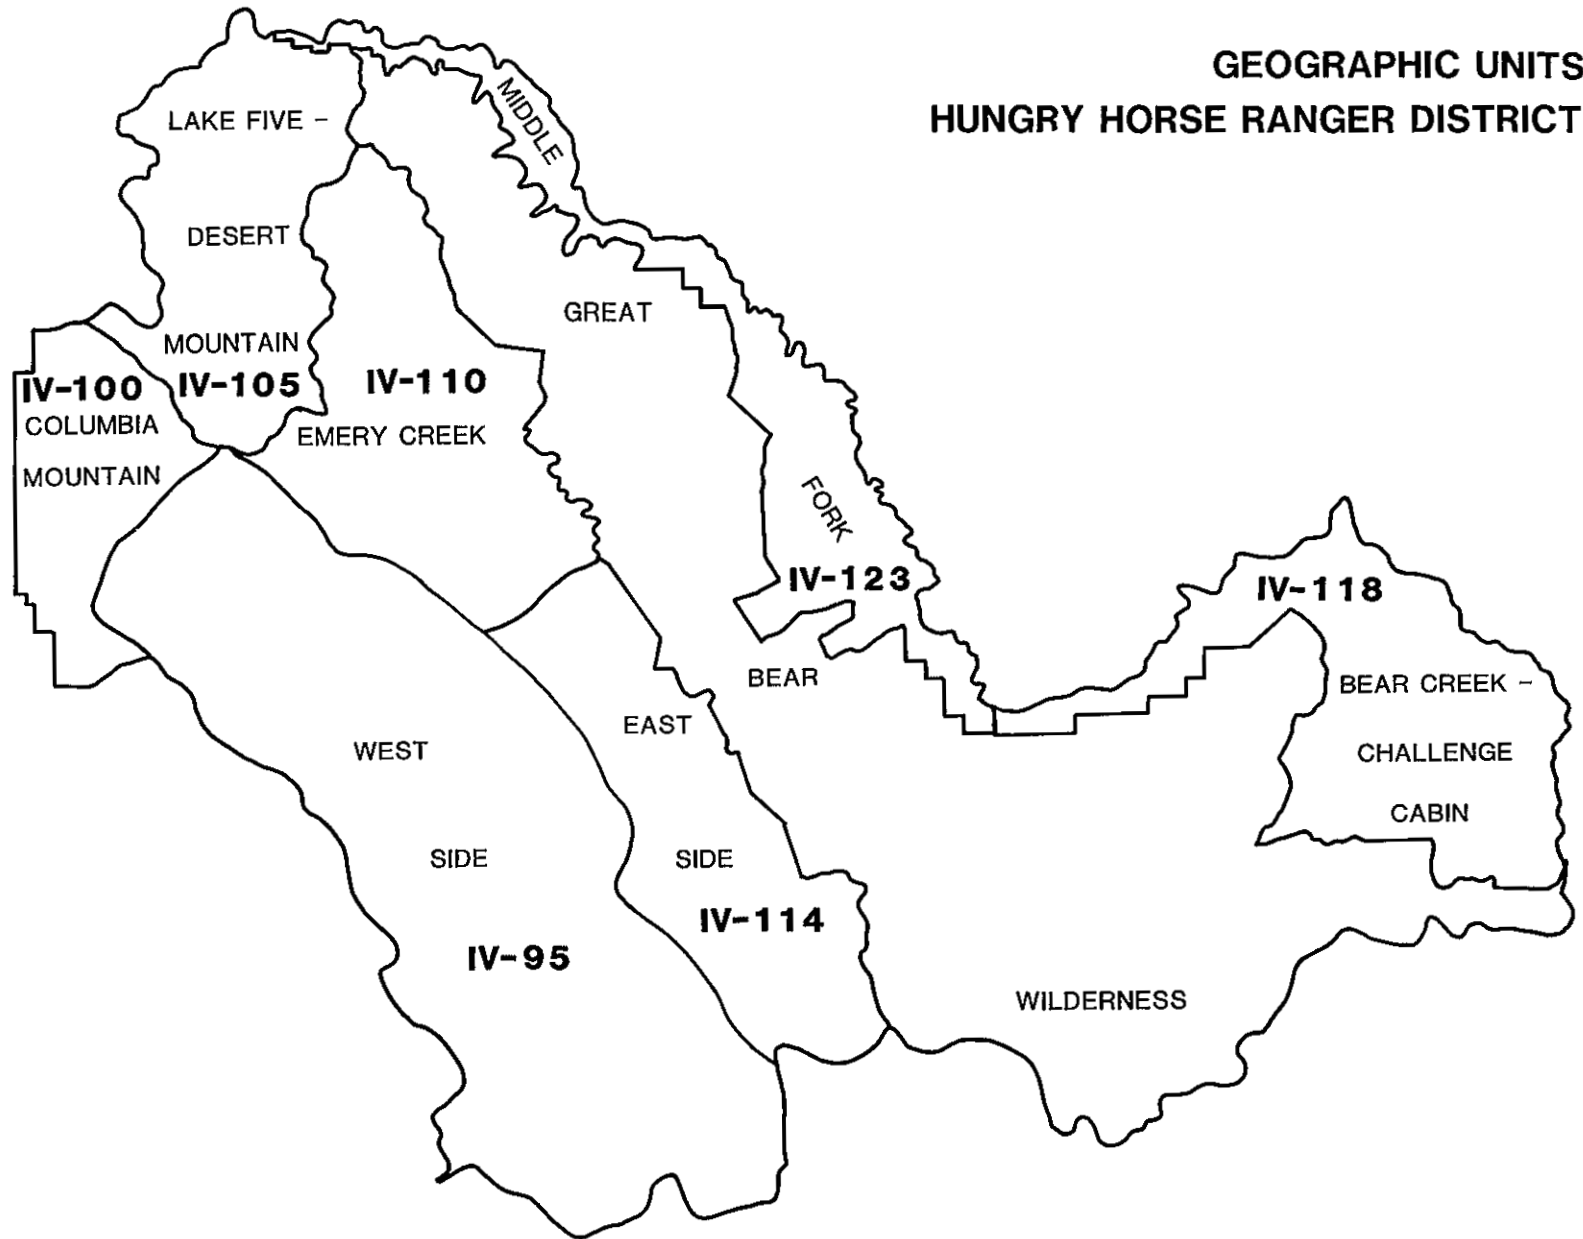 GEOGRAPHIC UNITS
HUNGRY HORSE RANGER DISTRICT
MIDDLE
LAKE FIVE –
DESERT
MOUNTAIN
IV-105
GREAT
IV-100
COLUMBIA
MOUNTAIN
IV-110
EMERY CREEK
FORK
IV-123
IV-118
BEAR
BEAR CREEK –
CHALLENGE
CABIN
EAST
SIDE
IV-114
WEST
SIDE
IV-95
WILDERNESS